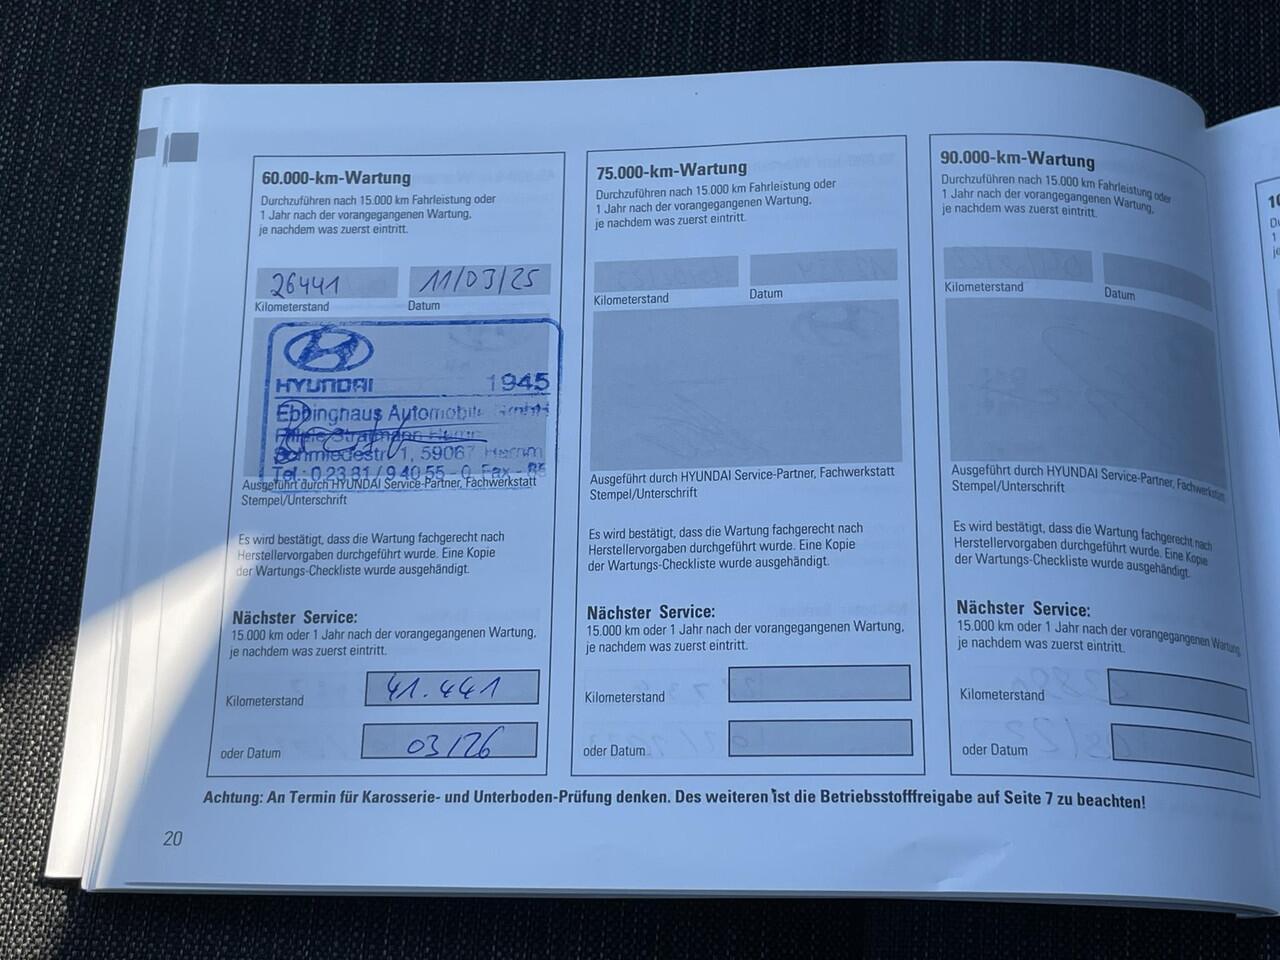 60.000-km-Wartung
Durchzuführen nach 15.000 km Fahrleistung oder
1 Jahr nach der vorangegangenen Wartung,
je nachdem was zuerst eintritt.
26441
11/03/25
Kilometerstand
Datum
HYUNDAI 1945
Ebbinghaus Automobile GmbH
Filiale Stratmann Hamm
Schmiedestr. 1, 59067 Hamm
Tel.: 0 23 81 / 9 40 55 - 0 Fax - 85
Ausgeführt durch HYUNDAI Service-Partner, Fachwerkstatt
Stempel/Unterschrift
Es wird bestätigt, dass die Wartung fachgerecht nach
Herstellervorgaben durchgeführt wurde. Eine Kopie
der Wartungs-Checkliste wurde ausgehändigt.
Nächster Service:
15.000 km oder 1 Jahr nach der vorangegangenen Wartung,
je nachdem was zuerst eintritt.
Kilometerstand 41.441
oder Datum 03/26
75.000-km-Wartung
Durchzuführen nach 15.000 km Fahrleistung oder
1 Jahr nach der vorangegangenen Wartung,
je nachdem was zuerst eintritt.
Kilometerstand
Datum
Ausgeführt durch HYUNDAI Service-Partner, Fachwerkstatt
Stempel/Unterschrift
Es wird bestätigt, dass die Wartung fachgerecht nach
Herstellervorgaben durchgeführt wurde. Eine Kopie
der Wartungs-Checkliste wurde ausgehändigt.
Nächster Service:
15.000 km oder 1 Jahr nach der vorangegangenen Wartung,
je nachdem was zuerst eintritt.
Kilometerstand
oder Datum
90.000-km-Wartung
Durchzuführen nach 15.000 km Fahrleistung oder
1 Jahr nach der vorangegangenen Wartung,
je nachdem was zuerst eintritt.
Kilometerstand
Datum
Ausgeführt durch HYUNDAI Service-Partner, Fachwerkstatt
Stempel/Unterschrift
Es wird bestätigt, dass die Wartung fachgerecht nach
Herstellervorgaben durchgeführt wurde. Eine Kopie
der Wartungs-Checkliste wurde ausgehändigt.
Nächster Service:
15.000 km oder 1 Jahr nach der vorangegangenen Wartung,
je nachdem was zuerst eintritt.
Kilometerstand
oder Datum
Achtung: An Termin für Karosserie- und Unterboden-Prüfung denken. Des weiteren ist die Betriebsstofffreigabe auf Seite 7 zu beachten!
20